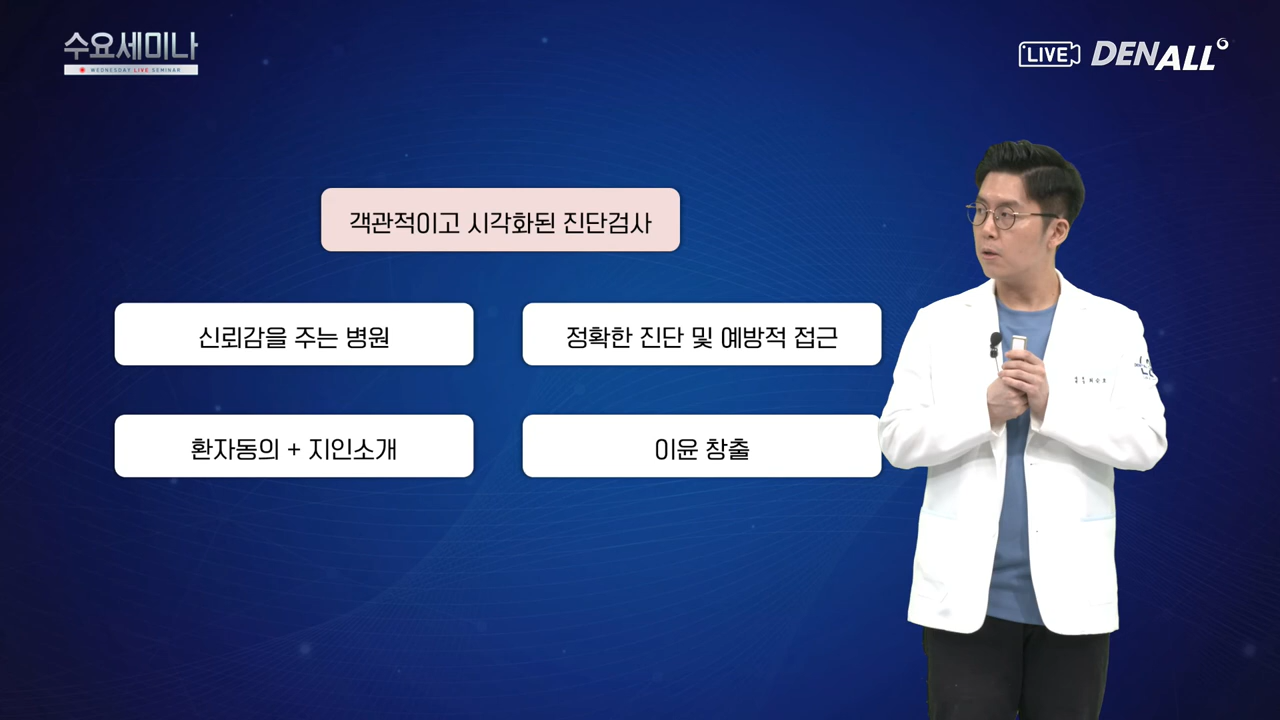 수요세미나
WEDNESDAY LIVE SEMINAR
LIVE DENALL
객관적이고 시각화된 진단검사
신뢰감을 주는 병원
정확한 진단 및 예방적 접근
환자동의 + 지인소개
이윤 창출